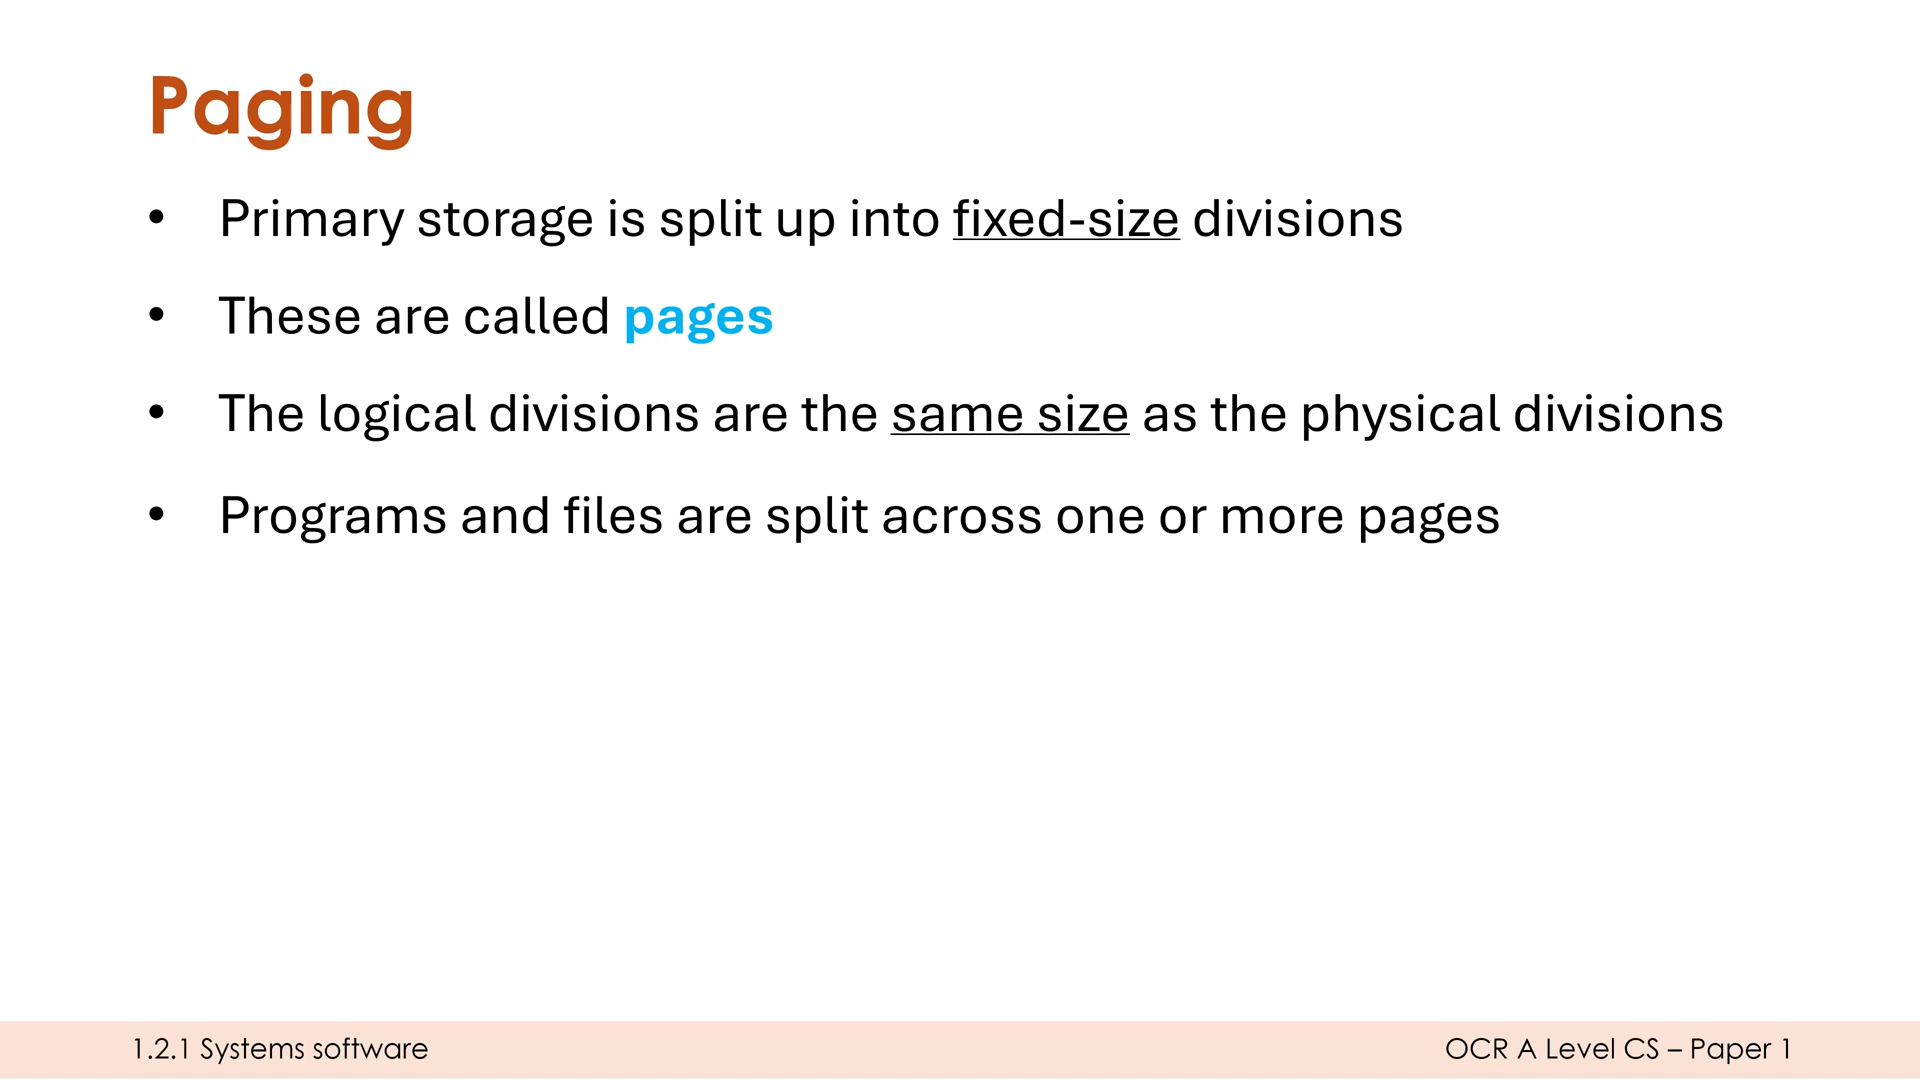 Paging
• Primary storage is split up into fixed-size divisions
• These are called pages
• The logical divisions are the same size as the physical divisions
• Programs and files are split across one or more pages
1.2.1 Systems software
OCR A Level CS – Paper 1